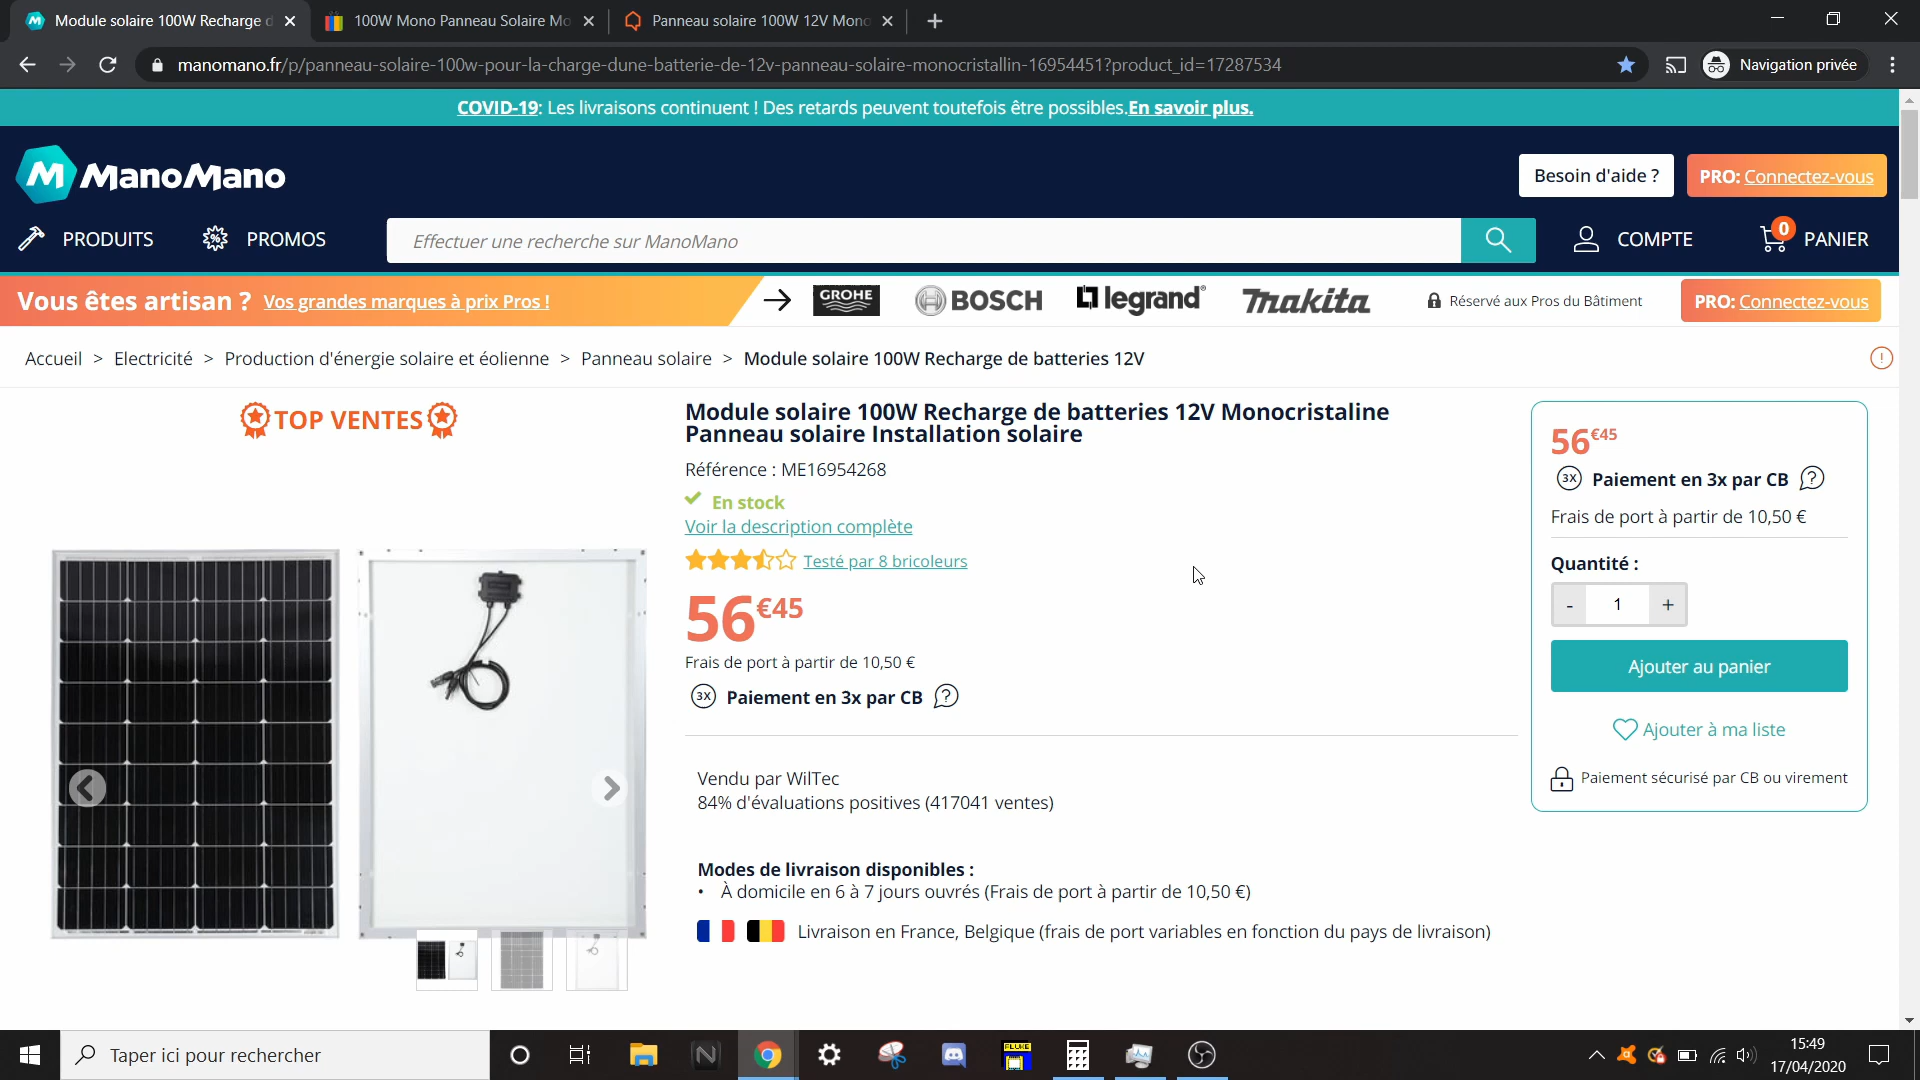 Module solaire 100W Recharge d
100W Mono Panneau Solaire Mo
Panneau solaire 100W 12V Mono
manomano.fr/p/panneau-solaire-100w-pour-la-charge-dune-batterie-de-12v-panneau-solaire-monocristallin-16954451?product_id=17287534
Navigation privée
COVID-19: Les livraisons continuent ! Des retards peuvent toutefois être possibles.En savoir plus.
ManoMano
Besoin d'aide ?
PRO: Connectez-vous
PRODUITS
PROMOS
Effectuer une recherche sur ManoMano
COMPTE
0
PANIER
Vous êtes artisan ? Vos grandes marques à prix Pros !
GROHE
BOSCH
legrand®
makita
Réservé aux Pros du Bâtiment
PRO: Connectez-vous
Accueil > Electricité > Production d'énergie solaire et éolienne > Panneau solaire > Module solaire 100W Recharge de batteries 12V
TOP VENTES
Module solaire 100W Recharge de batteries 12V Monocristaline
Panneau solaire Installation solaire
Référence : ME16954268
En stock
Voir la description complète
Testé par 8 bricoleurs
56€45
Frais de port à partir de 10,50 €
3X Paiement en 3x par CB ?
Vendu par WilTec
84% d'évaluations positives (417041 ventes)
Modes de livraison disponibles :
• À domicile en 6 à 7 jours ouvrés (Frais de port à partir de 10,50 €)
Livraison en France, Belgique (frais de port variables en fonction du pays de livraison)
56€45
3X Paiement en 3x par CB ?
Frais de port à partir de 10,50 €
Quantité :
- 1 +
Ajouter au panier
Ajouter à ma liste
Paiement sécurisé par CB ou virement
Taper ici pour rechercher
FLUKE
15:49
17/04/2020